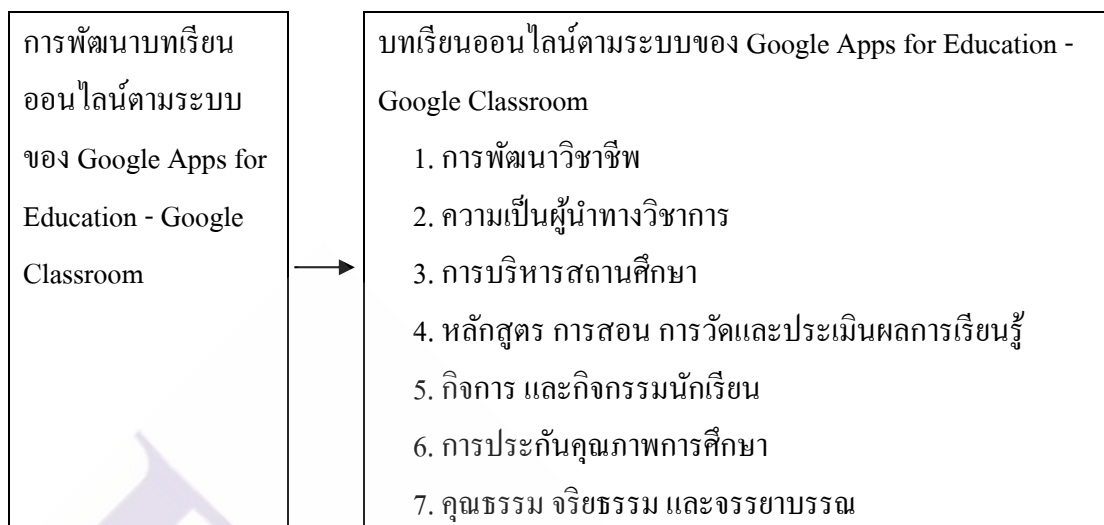 การพัฒนาบทเรียน
ออนไลน์ตามระบบ
ของ Google Apps for
Education - Google
Classroom
บทเรียนออนไลน์ตามระบบของ Google Apps for Education -
Google Classroom
1. การพัฒนาวิชาชีพ
2. ความเป็นผู้นำทางวิชาการ
3. การบริหารสถานศึกษา
4. หลักสูตร การสอน การวัดและประเมินผลการเรียนรู้
5. กิจการ และกิจกรรมนักเรียน
6. การประกันคุณภาพการศึกษา
7. คุณธรรม จริยธรรม และจรรยาบรรณ